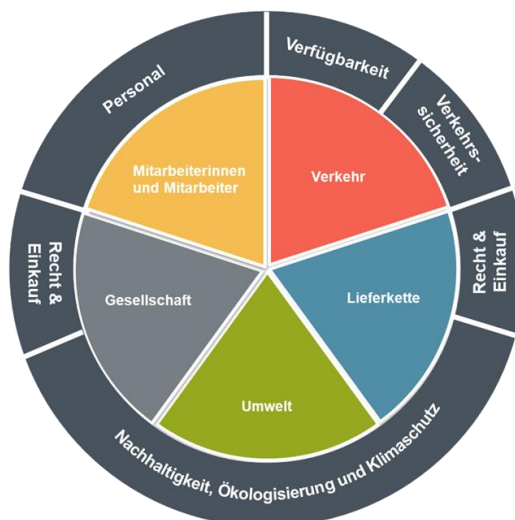 Personal
Verfügbarkeit
Verkehrs-
sicherheit
Mitarbeiterinnen
und Mitarbeiter
Verkehr
Recht &
Einkauf
Gesellschaft
Lieferkette
Recht &
Einkauf
Umwelt
Nachhaltigkeit, Ökologisierung und Klimaschutz